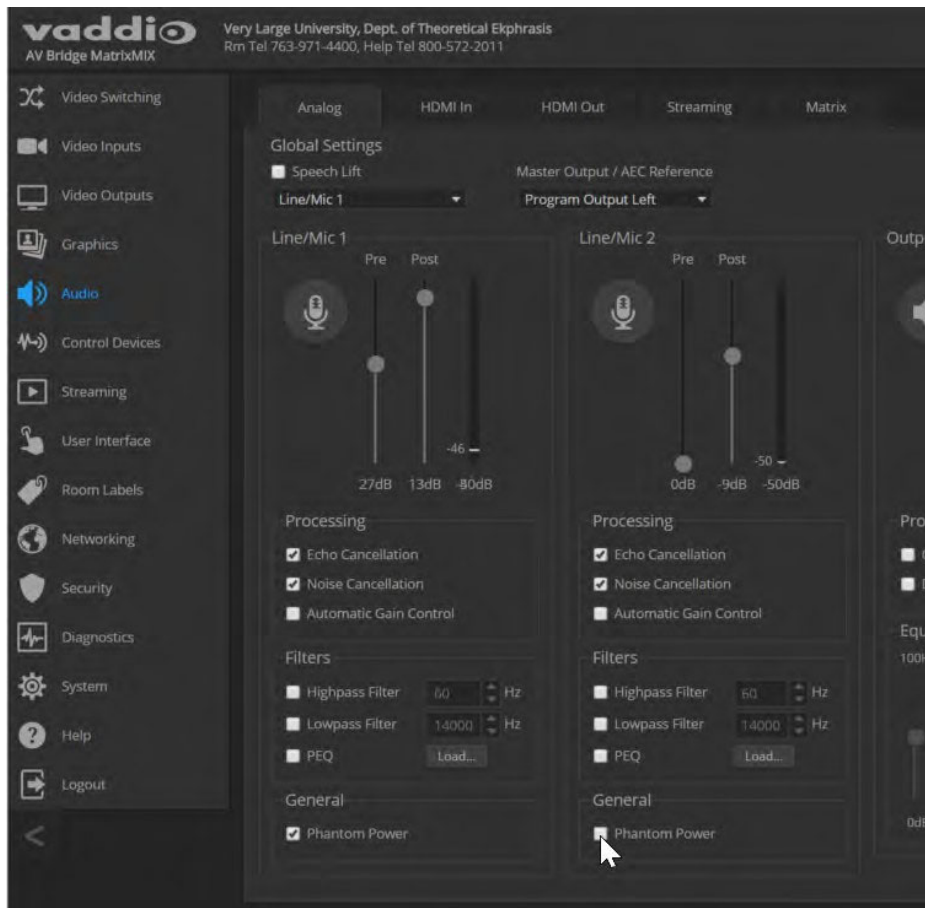 vaddio
AV Bridge MatrixMIX
Very Large University, Dept. of Theoretical Ekphrasis
Rm Tel 763-971-4400, Help Tel 800-572-2011
Video Switching
Video Inputs
Video Outputs
Graphics
Audio
Control Devices
Streaming
User Interface
Room Labels
Networking
Security
Diagnostics
System
? Help
Logout
<
Analog HDMI In HDMI Out Streaming Matrix
Global Settings
Speech Lift Master Output / AEC Reference
Line/Mic 1 Program Output Left
Line/Mic 1
Pre Post
-46
27dB 13dB
Processing
Echo Cancellation
Noise Cancellation
Automatic Gain Control
Filters
Highpass Filter 60 Hz
Lowpass Filter 14000 Hz
PEQ Load...
General
Phantom Power
Line/Mic 2
Pre Post
-50
0dB -9dB -50dB
Processing
Echo Cancellation
Noise Cancellation
Automatic Gain Control
Filters
Highpass Filter 60 Hz
Lowpass Filter 14000 Hz
PEQ Load...
General
Phantom Power
Outp
Pro
Equ
100H
0dB